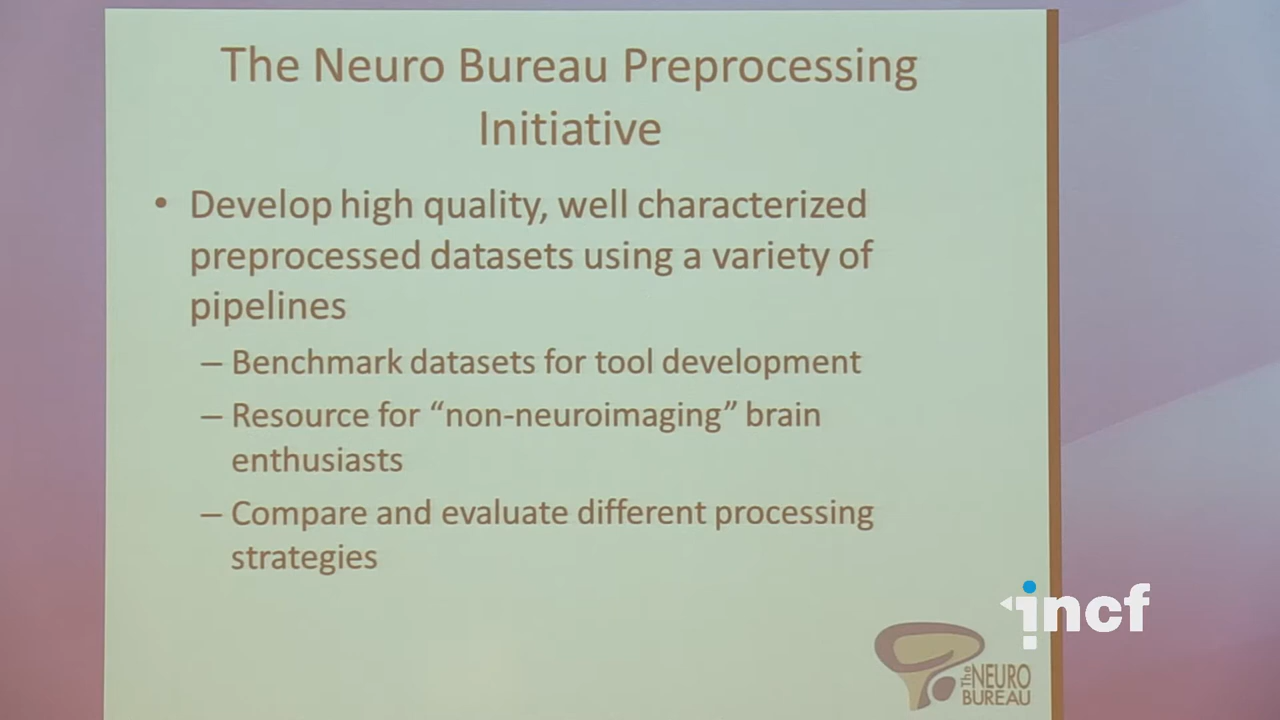 The Neuro Bureau Preprocessing
Initiative
• Develop high quality, well characterized
preprocessed datasets using a variety of
pipelines
– Benchmark datasets for tool development
– Resource for “non-neuroimaging” brain
enthusiasts
– Compare and evaluate different processing
strategies
incf
The NEURO
BUREAU